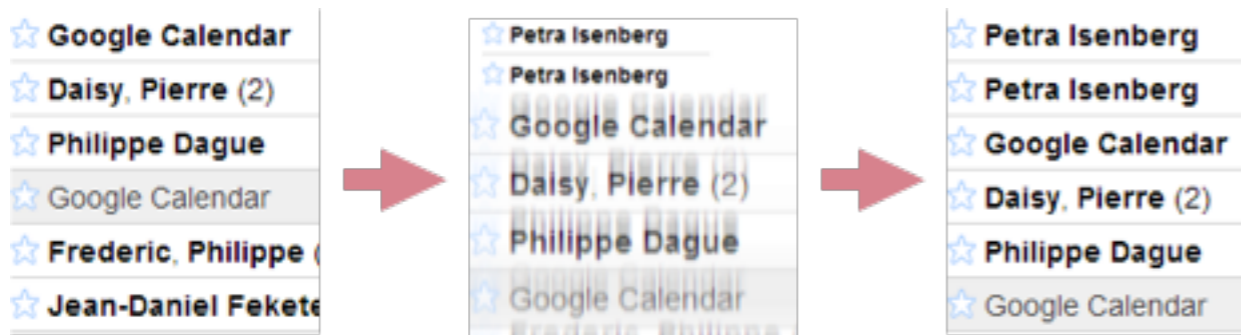 Google Calendar
Daisy, Pierre (2)
Philippe Dague
Google Calendar
Frederic, Philippe (
Jean-Daniel Fekete
Petra Isenberg
Petra Isenberg
Google Calendar
Daisy, Pierre (2)
Philippe Dague
Google Calendar
Frederic, Philippe
Petra Isenberg
Petra Isenberg
Google Calendar
Daisy, Pierre (2)
Philippe Dague
Google Calendar